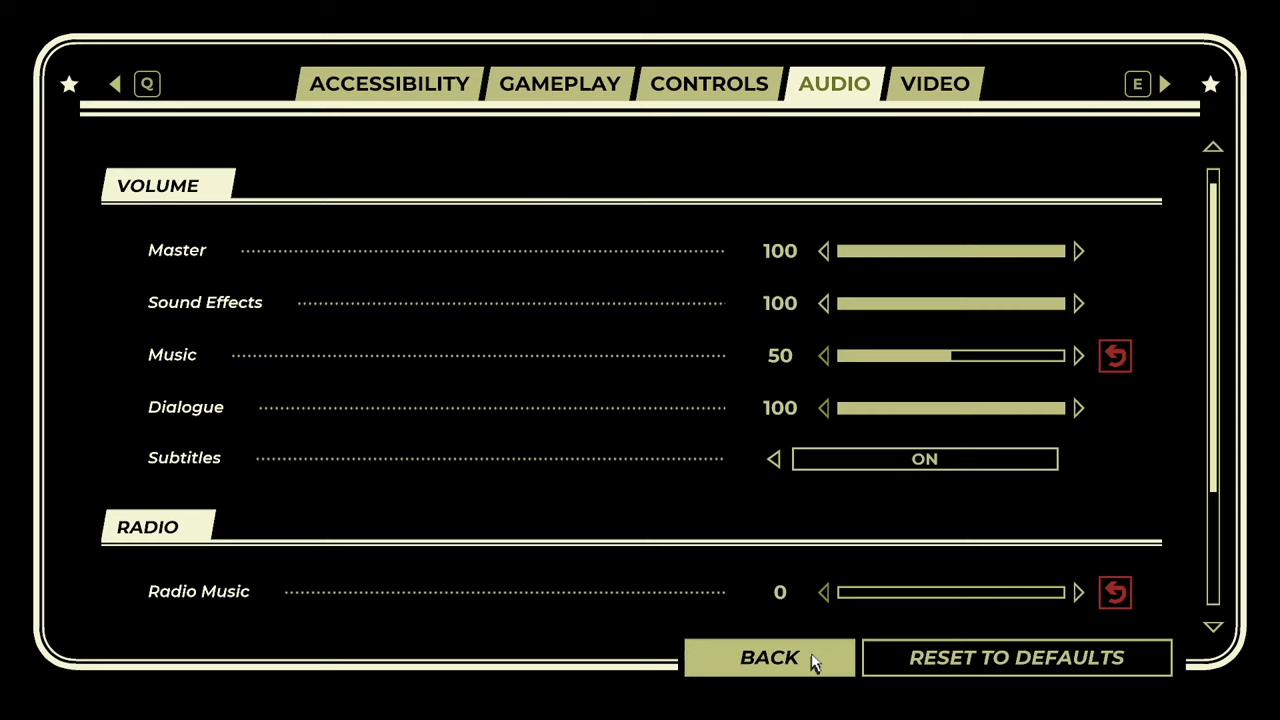 Q ACCESSIBILITY GAMEPLAY CONTROLS AUDIO VIDEO E
VOLUME
Master 100
Sound Effects 100
Music 50
Dialogue 100
Subtitles ON
RADIO
Radio Music 0
BACK RESET TO DEFAULTS